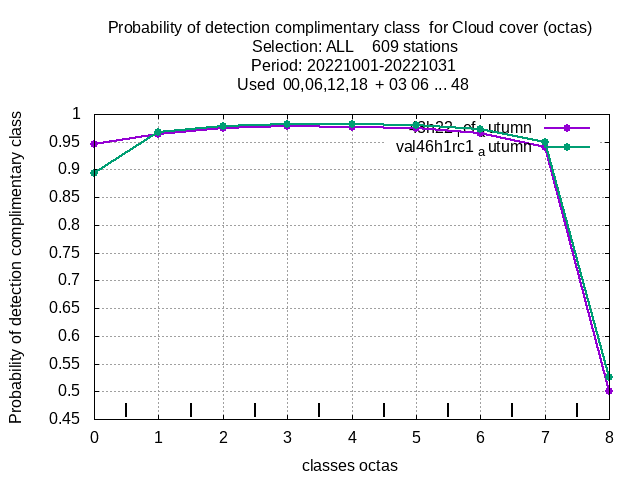 Probability of detection complimentary class for Cloud cover (octas)
Selection: ALL 609 stations
Period: 20221001-20221031
Used 00,06,12,18 + 03 06 ... 48
Probability of detection complimentary class
1
0.95
0.9
0.85
0.8
0.75
0.7
0.65
0.6
0.55
0.5
0.45
utumn
val46h1rc1 a utumn
0 1 2 3 4 5 6 7 8
classes octas